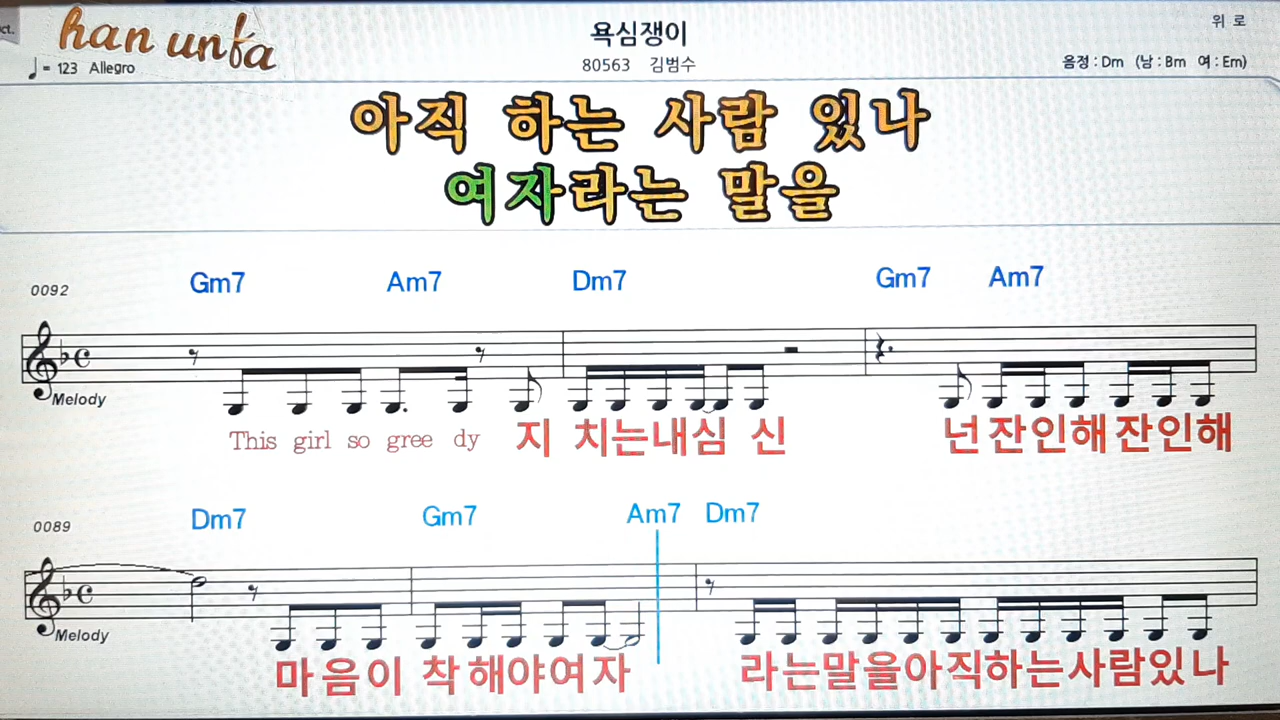 ct.
han unfa
욕심쟁이
위 로
♩= 123 Allegro
80563 김범수
음정 : Dm (남 : Bm 여 : Em)
아직 하는 사람 있나
여자라는 말을
Gm7 Am7 Dm7 Gm7 Am7
0092
Melody
This girl so gree dy 지 치는내심 신 넌 잔인해 잔인해
Dm7 Gm7 Am7 Dm7
0089
Melody
마음이 착해야여자 라는말을아직하는사람있나